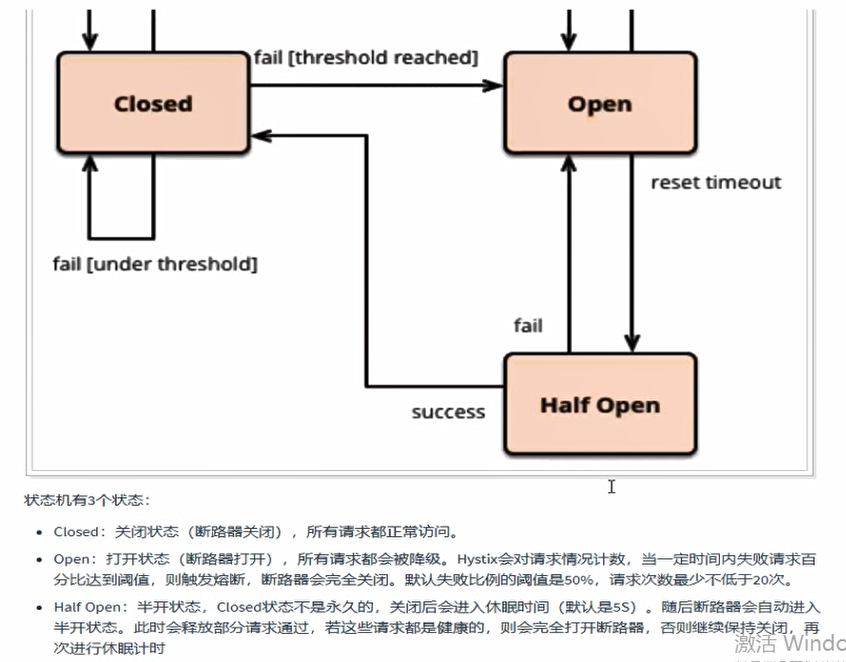 fail [threshold reached]
Closed
Open
reset timeout
fail [under threshold]
fail
success
Half Open
状态机有3个状态：
Closed：关闭状态（断路器关闭），所有请求都正常访问。
Open：打开状态（断路器打开），所有请求都会被降级。Hystix会对请求情况计数，当一定时间内失败请求百
分比达到阈值，则触发熔断，断路器会完全关闭。默认失败比例的阈值是50%，请求次数最少不低于20次。
Half Open：半开状态，Closed状态不是永久的，关闭后会进入休眠时间（默认是5S）。随后断路器会自动进入
半开状态。此时会释放部分请求通过，若这些请求都是健康的，则会完全打开断路器，否则继续保持关闭，再
次进行休眠计时
激活 Windo